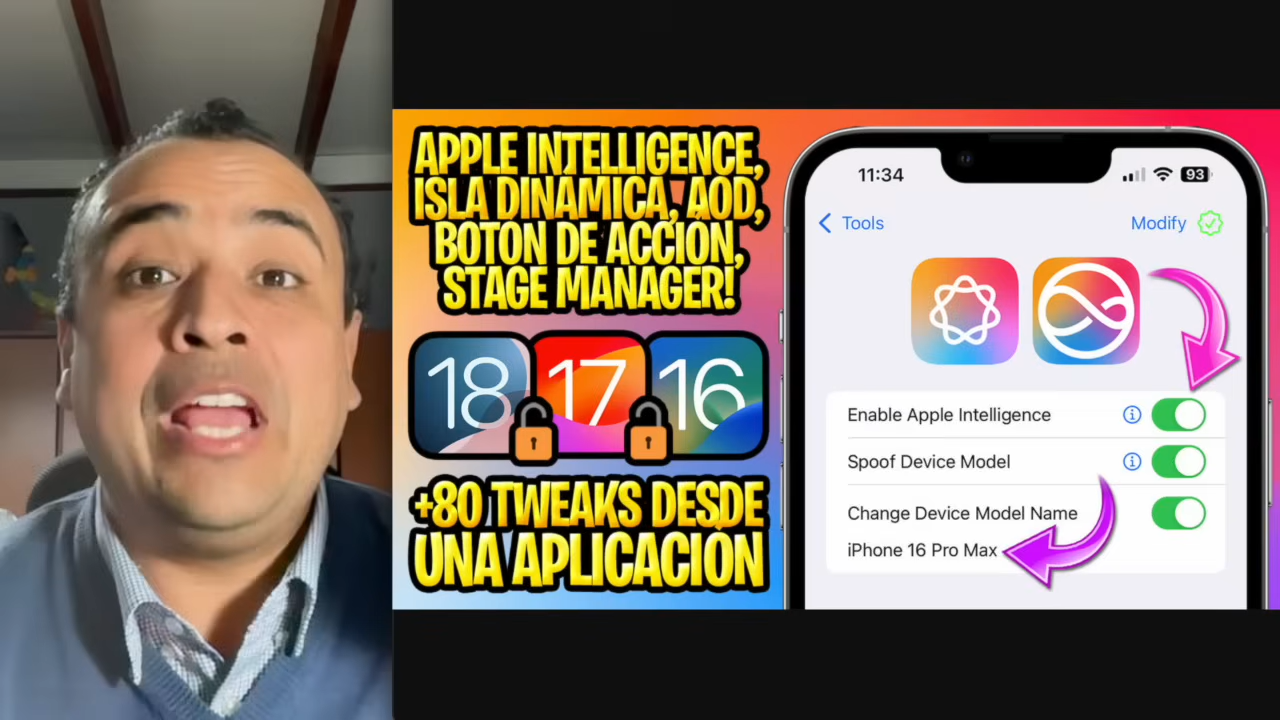 APPLE INTELLIGENCE,
ISLA DINAMICA, AOD,
BOTON DE ACCIÓN,
STAGE MANAGER!
18 17 16
+80 TWEAKS DESDE
UNA APLICACIÓN
11:34
93
Tools
Modify
Enable Apple Intelligence
Spoof Device Model
Change Device Model Name
iPhone 16 Pro Max